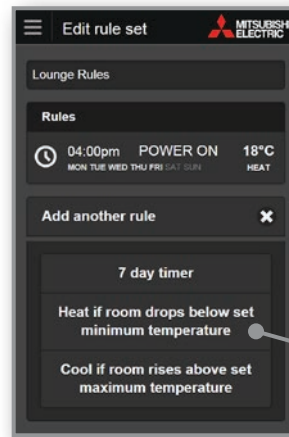 Edit rule set
MITSUBISHI
ELECTRIC
Lounge Rules
Rules
04:00pm POWER ON 18°C
MON TUE WED THU FRI SAT SUN HEAT
Add another rule
7 day timer
Heat if room drops below set
minimum temperature
Cool if room rises above set
maximum temperature